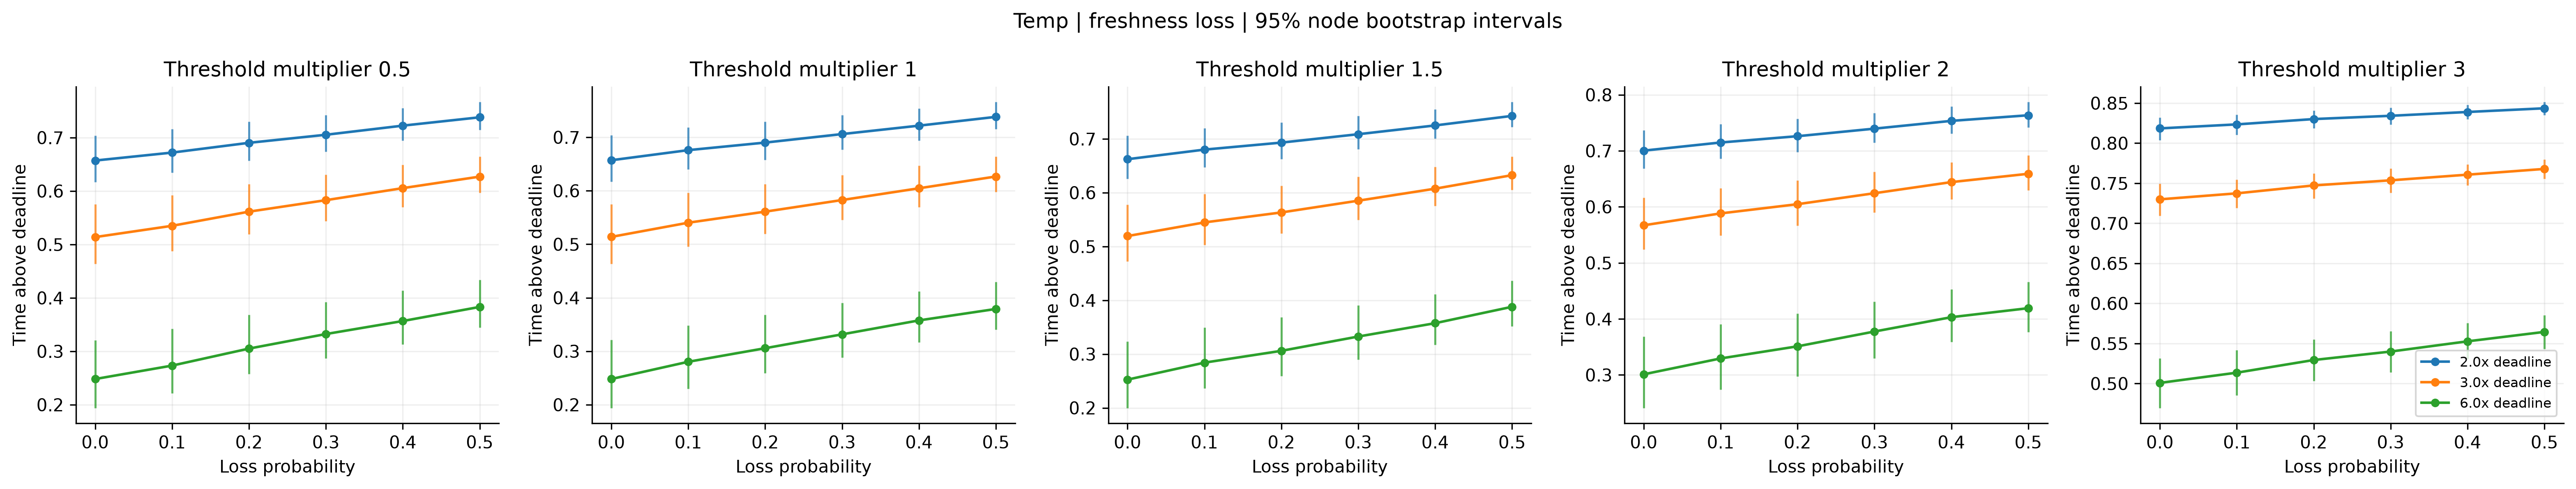 Temp | freshness loss | 95% node bootstrap intervals
Threshold multiplier 0.5
Time above deadline
0.7
0.6
0.5
0.4
0.3
0.2
0.0 0.1 0.2 0.3 0.4 0.5
Loss probability
Threshold multiplier 1
Time above deadline
0.7
0.6
0.5
0.4
0.3
0.2
0.0 0.1 0.2 0.3 0.4 0.5
Loss probability
Threshold multiplier 1.5
Time above deadline
0.7
0.6
0.5
0.4
0.3
0.2
0.0 0.1 0.2 0.3 0.4 0.5
Loss probability
Threshold multiplier 2
Time above deadline
0.8
0.7
0.6
0.5
0.4
0.3
0.0 0.1 0.2 0.3 0.4 0.5
Loss probability
Threshold multiplier 3
Time above deadline
0.85
0.80
0.75
0.70
0.65
0.60
0.55
0.50
2.0x deadline
3.0x deadline
6.0x deadline
0.0 0.1 0.2 0.3 0.4 0.5
Loss probability